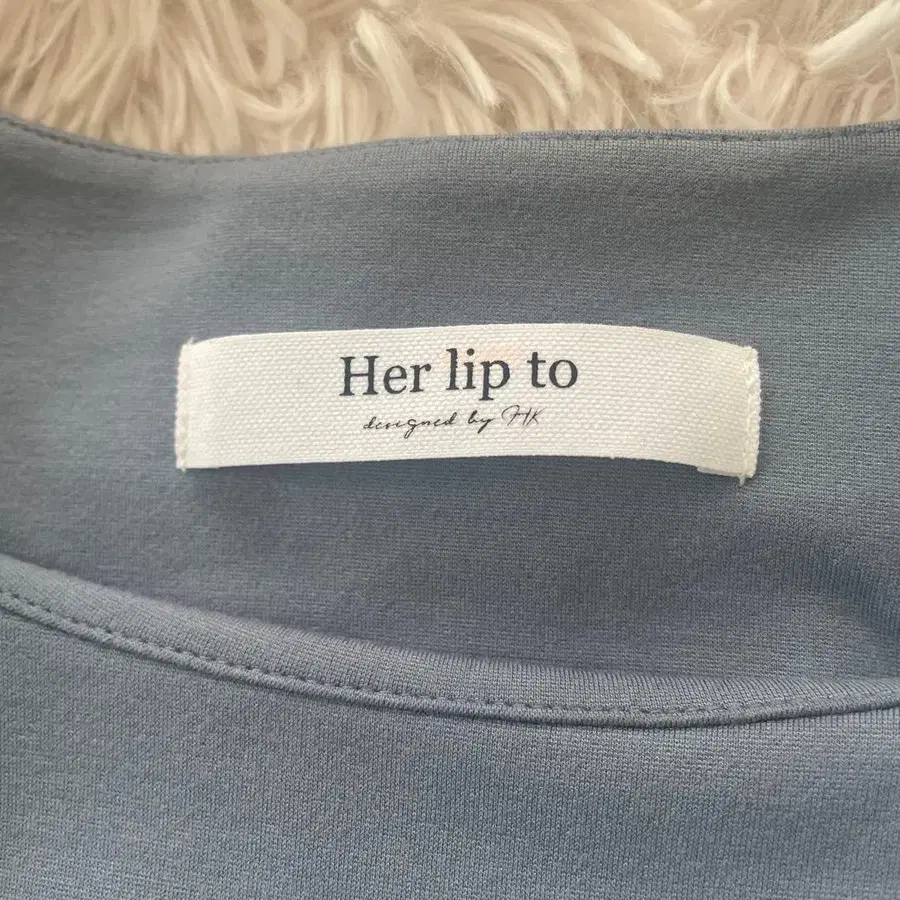 Her lip to
designed by HK